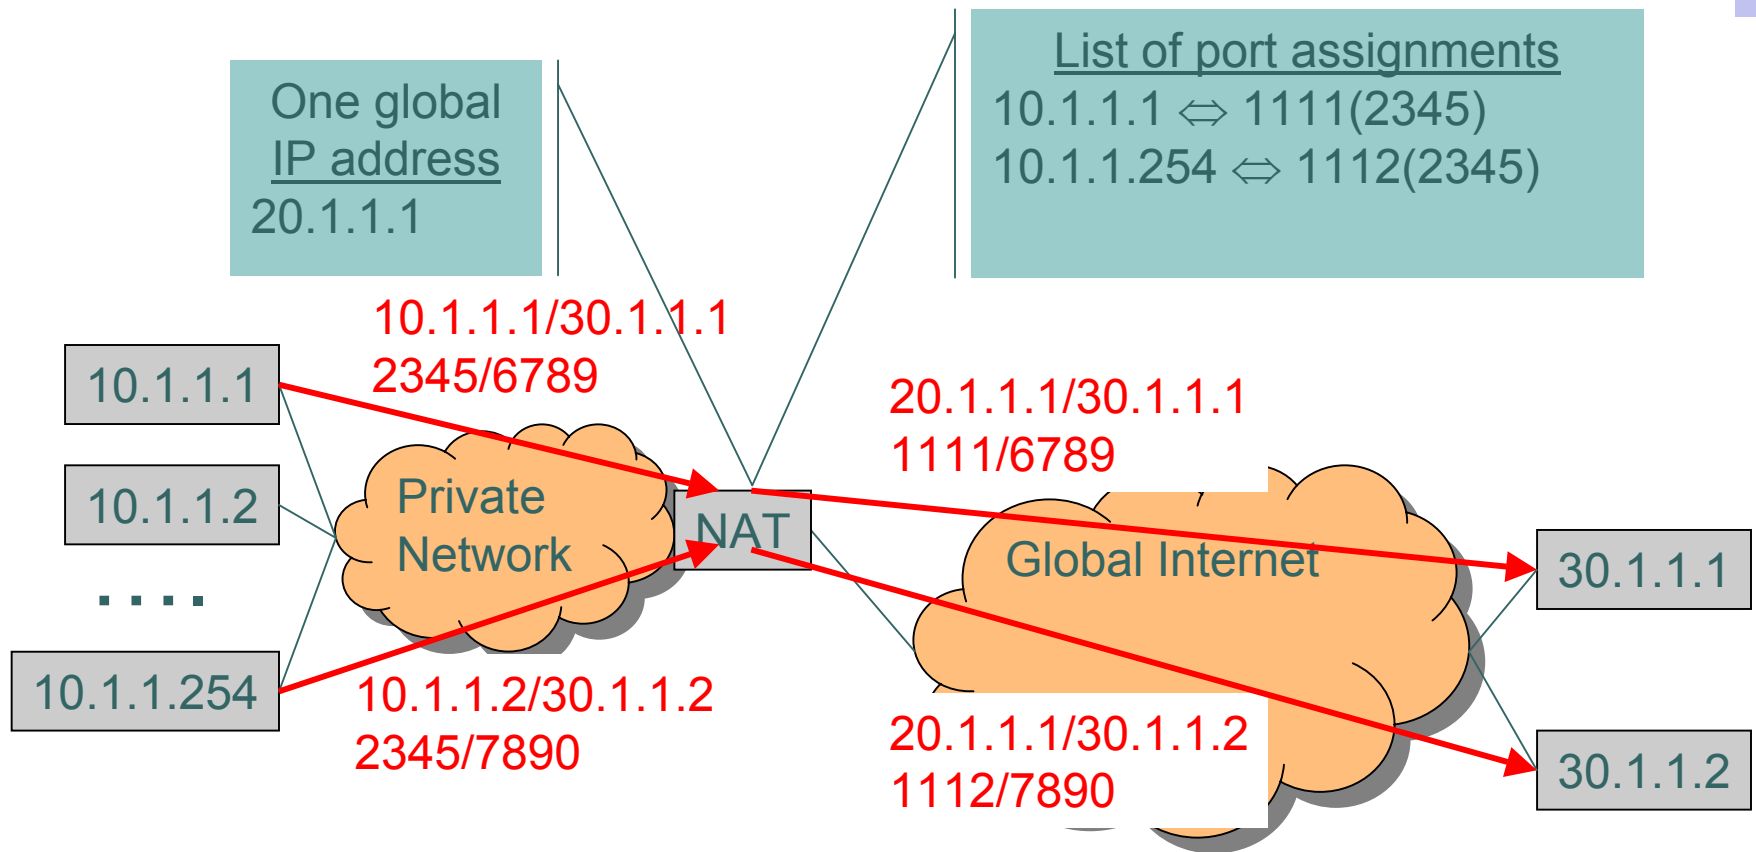 One global
IP address
20.1.1.1
List of port assignments
10.1.1.1 ⇔ 1111(2345)
10.1.1.254 ⇔ 1112(2345)
10.1.1.1/30.1.1.1
2345/6789
10.1.1.1
20.1.1.1/30.1.1.1
1111/6789
10.1.1.2
Private
Network
NAT
Global Internet
30.1.1.1
....
10.1.1.254
10.1.1.2/30.1.1.2
2345/7890
20.1.1.1/30.1.1.2
1112/7890
30.1.1.2